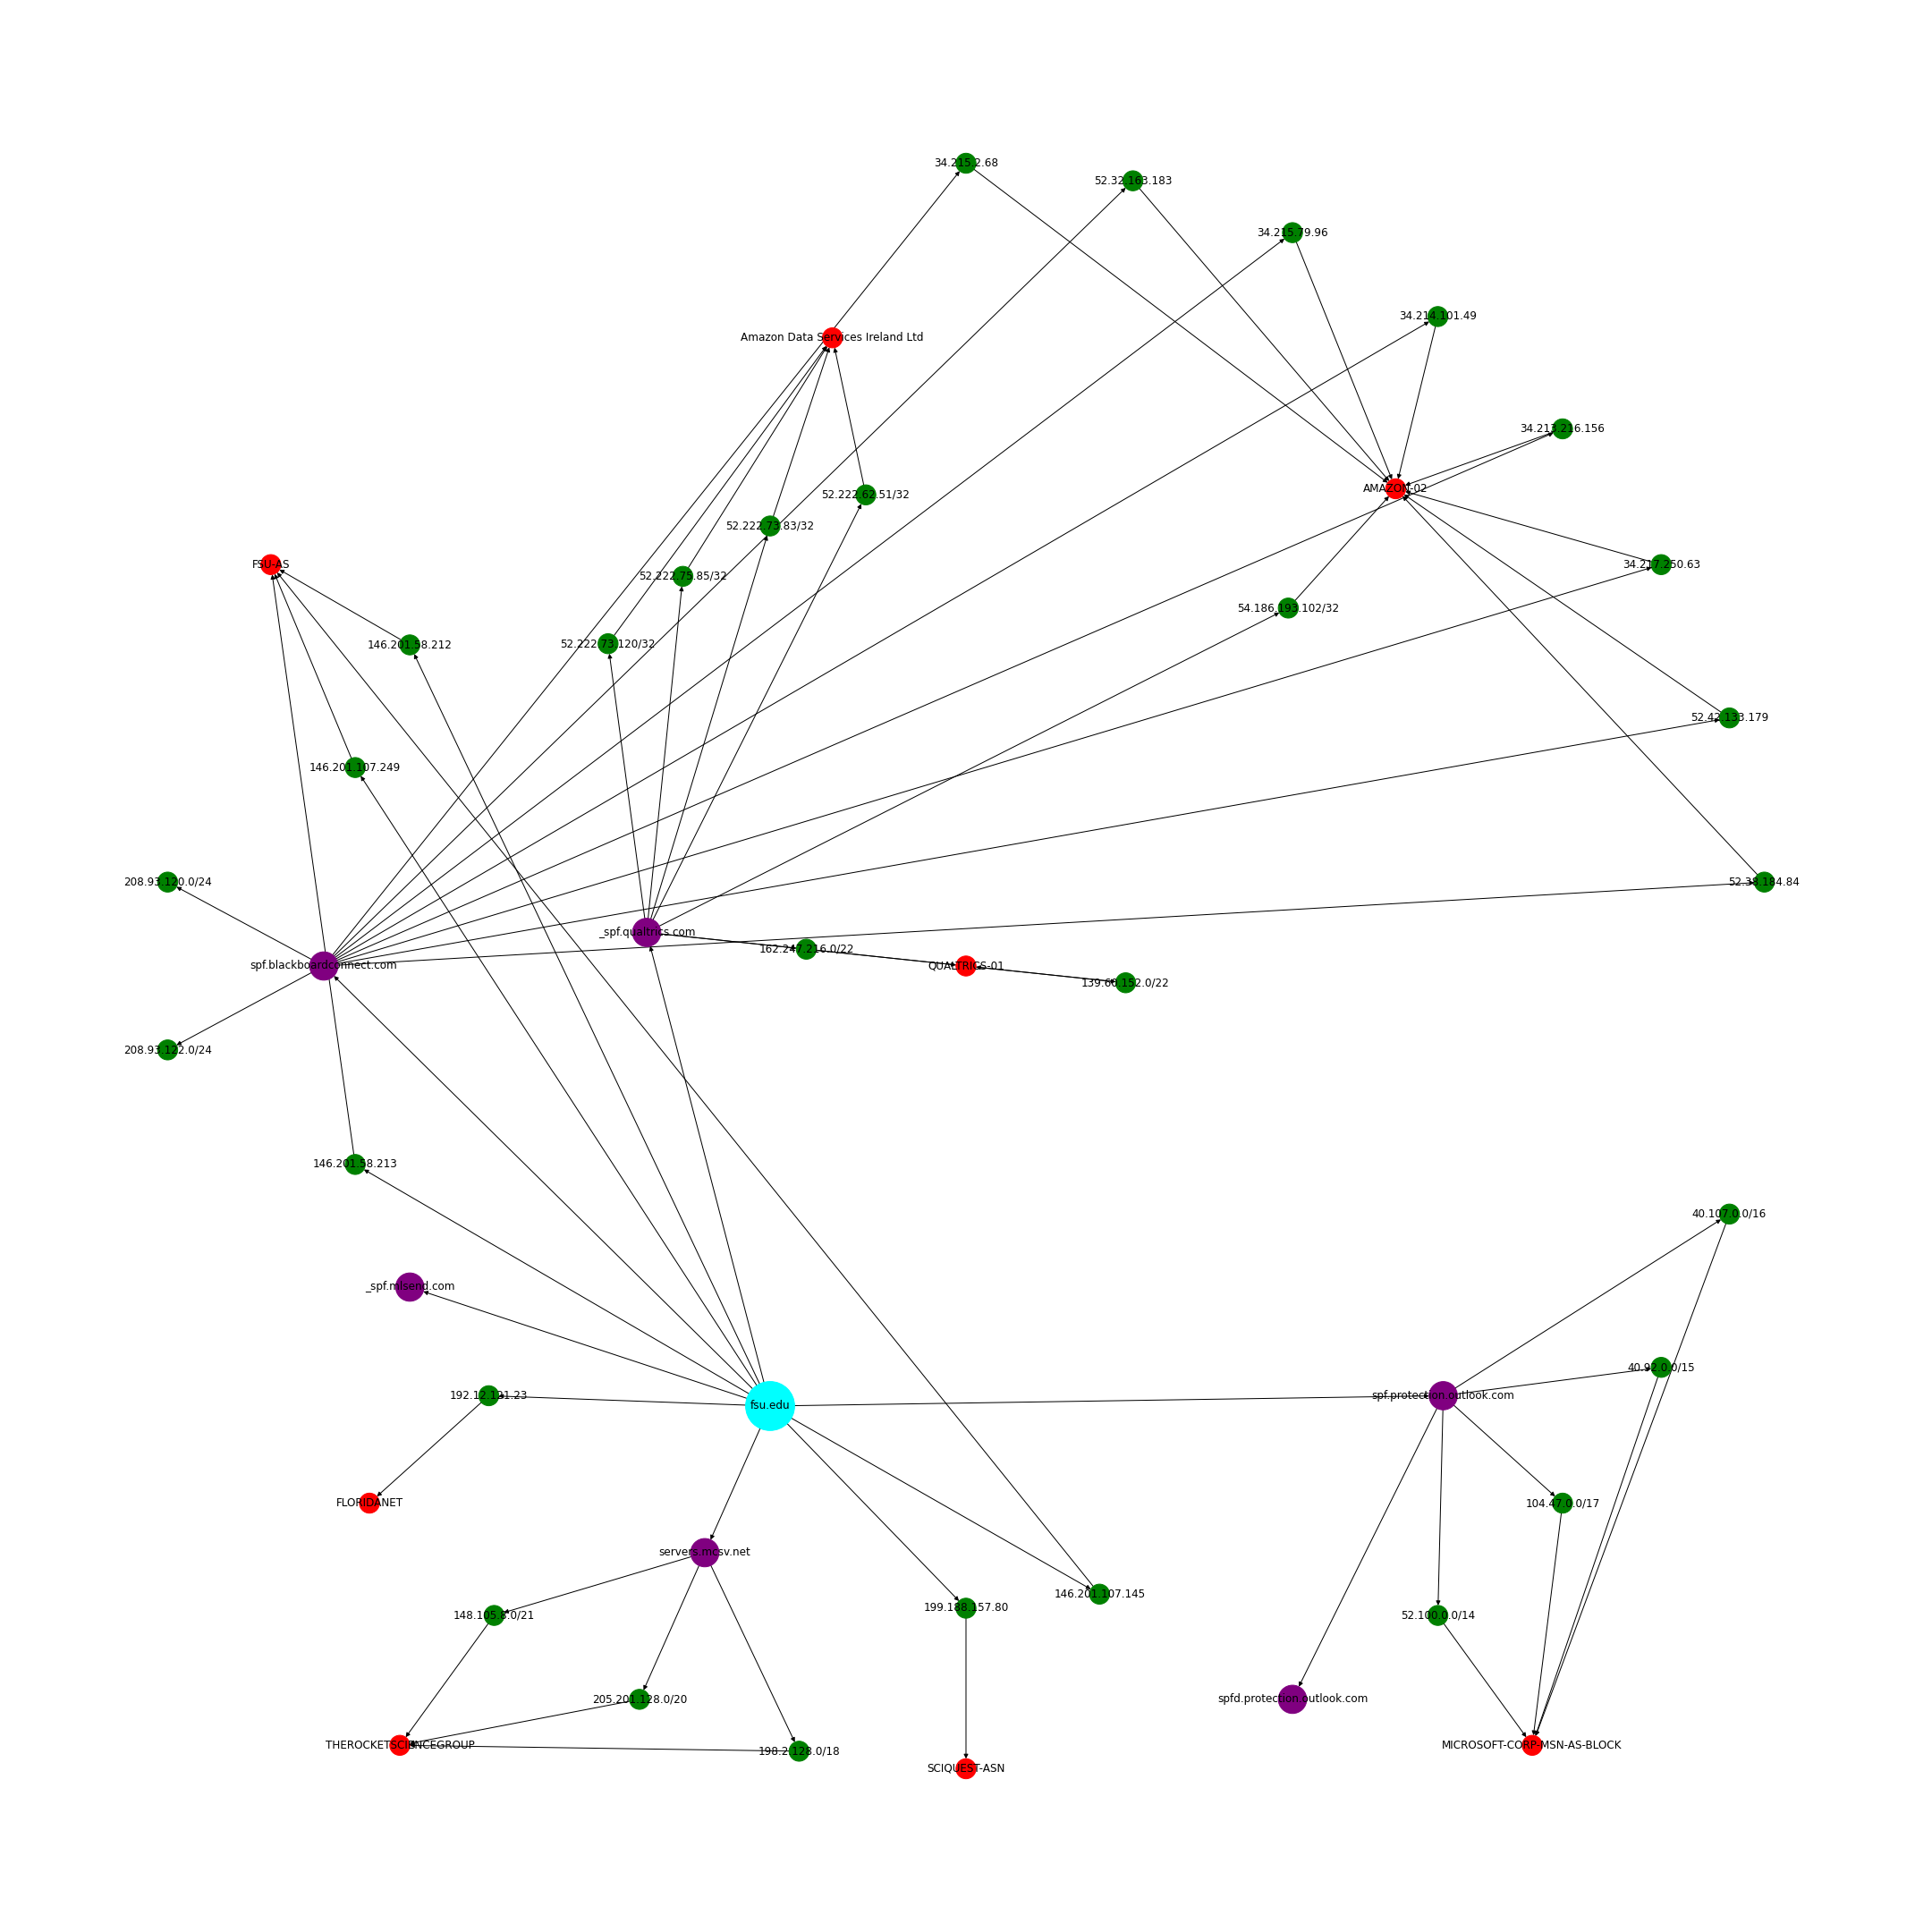 34.215.2.68
52.32.163.183
34.215.79.96
34.214.101.49
Amazon Data Services Ireland Ltd
34.213.216.156
AMAZON-02
52.222.62.51/32
52.222.73.83/32
FSU-AS
34.217.250.63
52.222.75.85/32
54.186.193.102/32
146.201.58.212
52.222.73.120/32
52.42.133.179
146.201.107.249
208.93.120.0/24
52.38.184.84
_spf.qualtrics.com
162.247.216.0/22
spf.blackboardconnect.com
QUALTRICS-01
139.60.152.0/22
208.93.122.0/24
146.201.58.213
40.107.0.0/16
_spf.mlsend.com
40.92.0.0/15
192.12.121.23
spf.protection.outlook.com
fsu.edu
FLORIDANET
104.47.0.0/17
servers.mcsv.net
146.201.107.145
199.188.157.80
148.105.8.0/21
52.100.0.0/14
205.201.128.0/20
spfd.protection.outlook.com
THEROCKETSCIENCEGROUP
198.2.128.0/18
MICROSOFT-CORP-MSN-AS-BLOCK
SCIQUEST-ASN